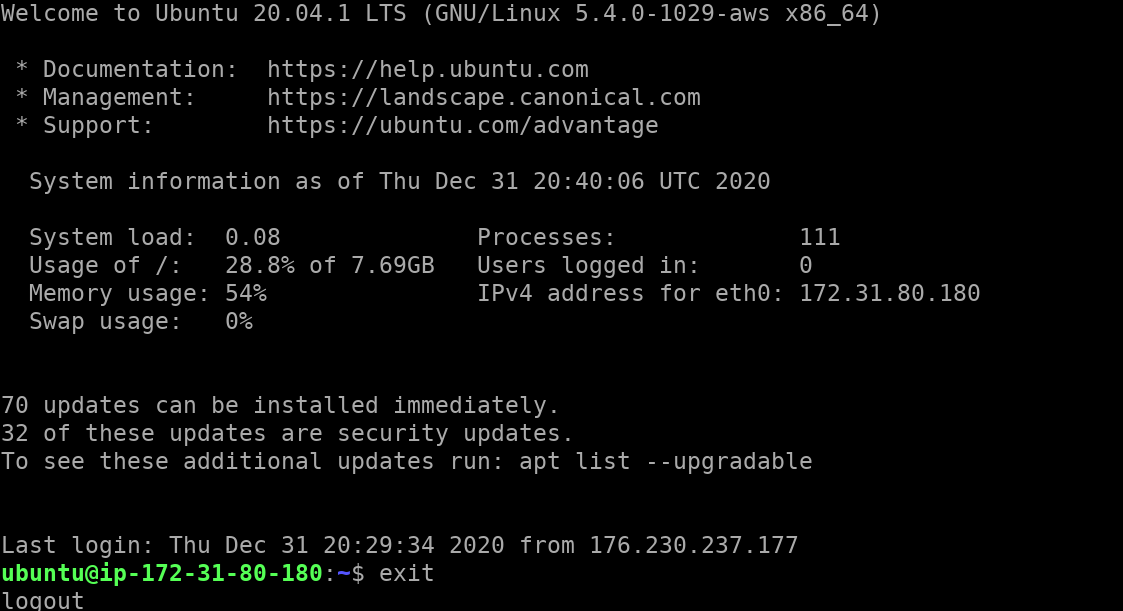 Welcome to Ubuntu 20.04.1 LTS (GNU/Linux 5.4.0-1029-aws x86_64)
 * Documentation:  https://help.ubuntu.com
 * Management:     https://landscape.canonical.com
 * Support:        https://ubuntu.com/advantage
  System information as of Thu Dec 31 20:40:06 UTC 2020
  System load:  0.08              Processes:             111
  Usage of /:   28.8% of 7.69GB   Users logged in:       0
  Memory usage: 54%               IPv4 address for eth0: 172.31.80.180
  Swap usage:   0%
70 updates can be installed immediately.
32 of these updates are security updates.
To see these additional updates run: apt list --upgradable
Last login: Thu Dec 31 20:29:34 2020 from 176.230.237.177
ubuntu@ip-172-31-80-180:~$ exit
logout